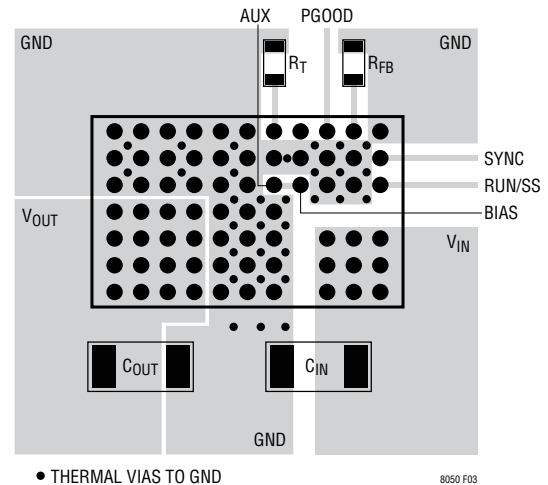 AUX PGOOD
GND
RT
RFB
GND
SYNC
RUN/SS
BIAS
VOUT
VIN
COUT
CIN
GND
● THERMAL VIAS TO GND
8050 F03